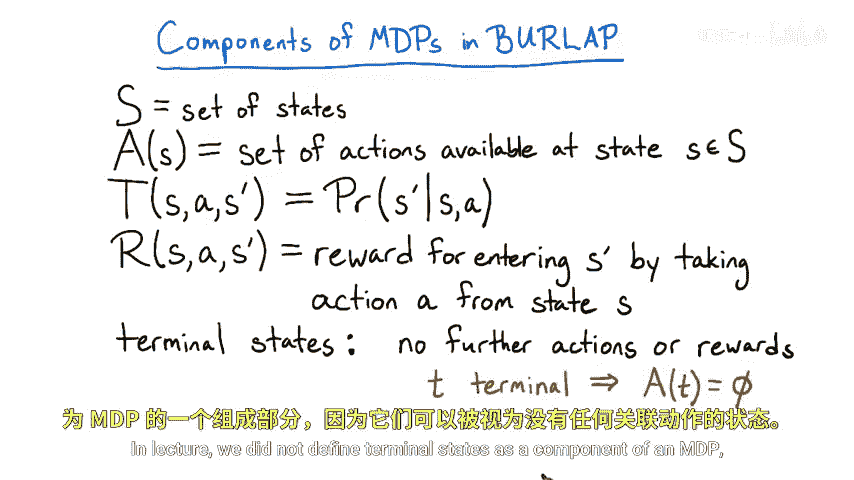 Components of MDPs in BURLAP
S = set of states
A(s) = set of actions available at state s∈S
T(s,a,s') = Pr(s'|s,a)
R(s,a,s') = reward for entering s' by taking
action a from state s
terminal states: no further actions or rewards
t terminal ⇒ A(t) = ϕ
为 MDP 的一个组成部分，因为它们可以被视为没有任何关联动作的状态。
In lecture, we did not define terminal states as a component of an MDP,